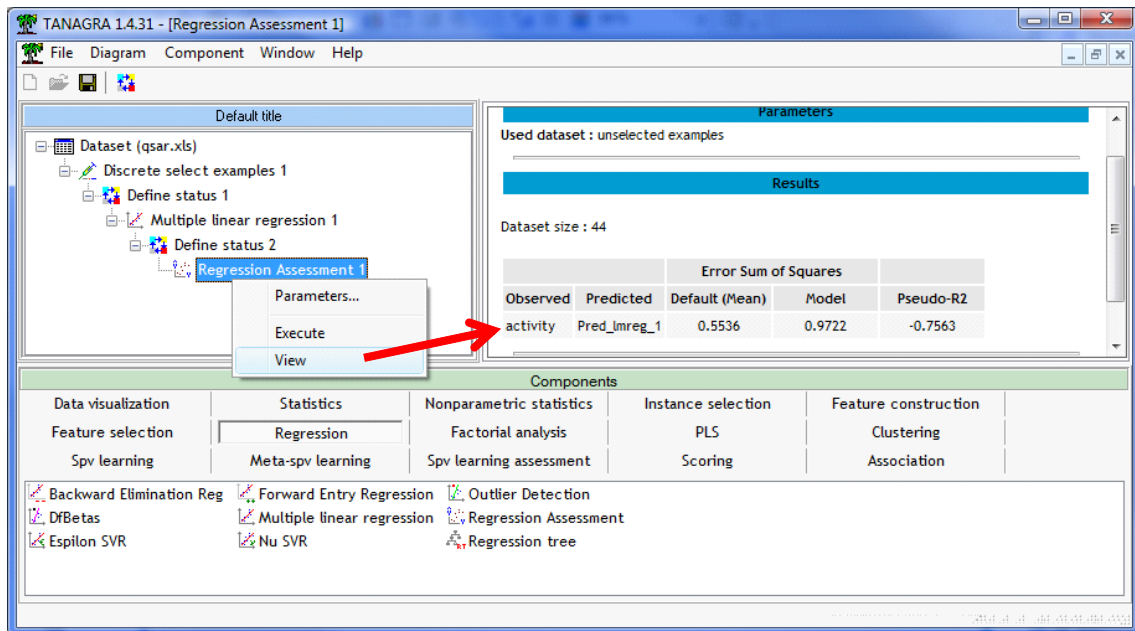 TANAGRA 1.4.31 - [Regression Assessment 1]
File Diagram Component Window Help
Default title
Dataset (qsar.xls)
Discrete select examples 1
Define status 1
Multiple linear regression 1
Define status 2
Regression Assessment 1
Parameters...
Execute
View
Parameters
Used dataset : unselected examples
Results
Dataset size : 44
Error Sum of Squares
Observed Predicted Default (Mean) Model Pseudo-R2
activity Pred_lmreg_1 0.5536 0.9722 -0.7563
Components
Data visualization Statistics Nonparametric statistics Instance selection Feature construction
Feature selection Regression Factorial analysis PLS Clustering
Spv learning Meta-spv learning Spv learning assessment Scoring Association
Backward Elimination Reg Forward Entry Regression Outlier Detection
DfBetas Multiple linear regression Regression Assessment
Espilon SVR Nu SVR Regression tree